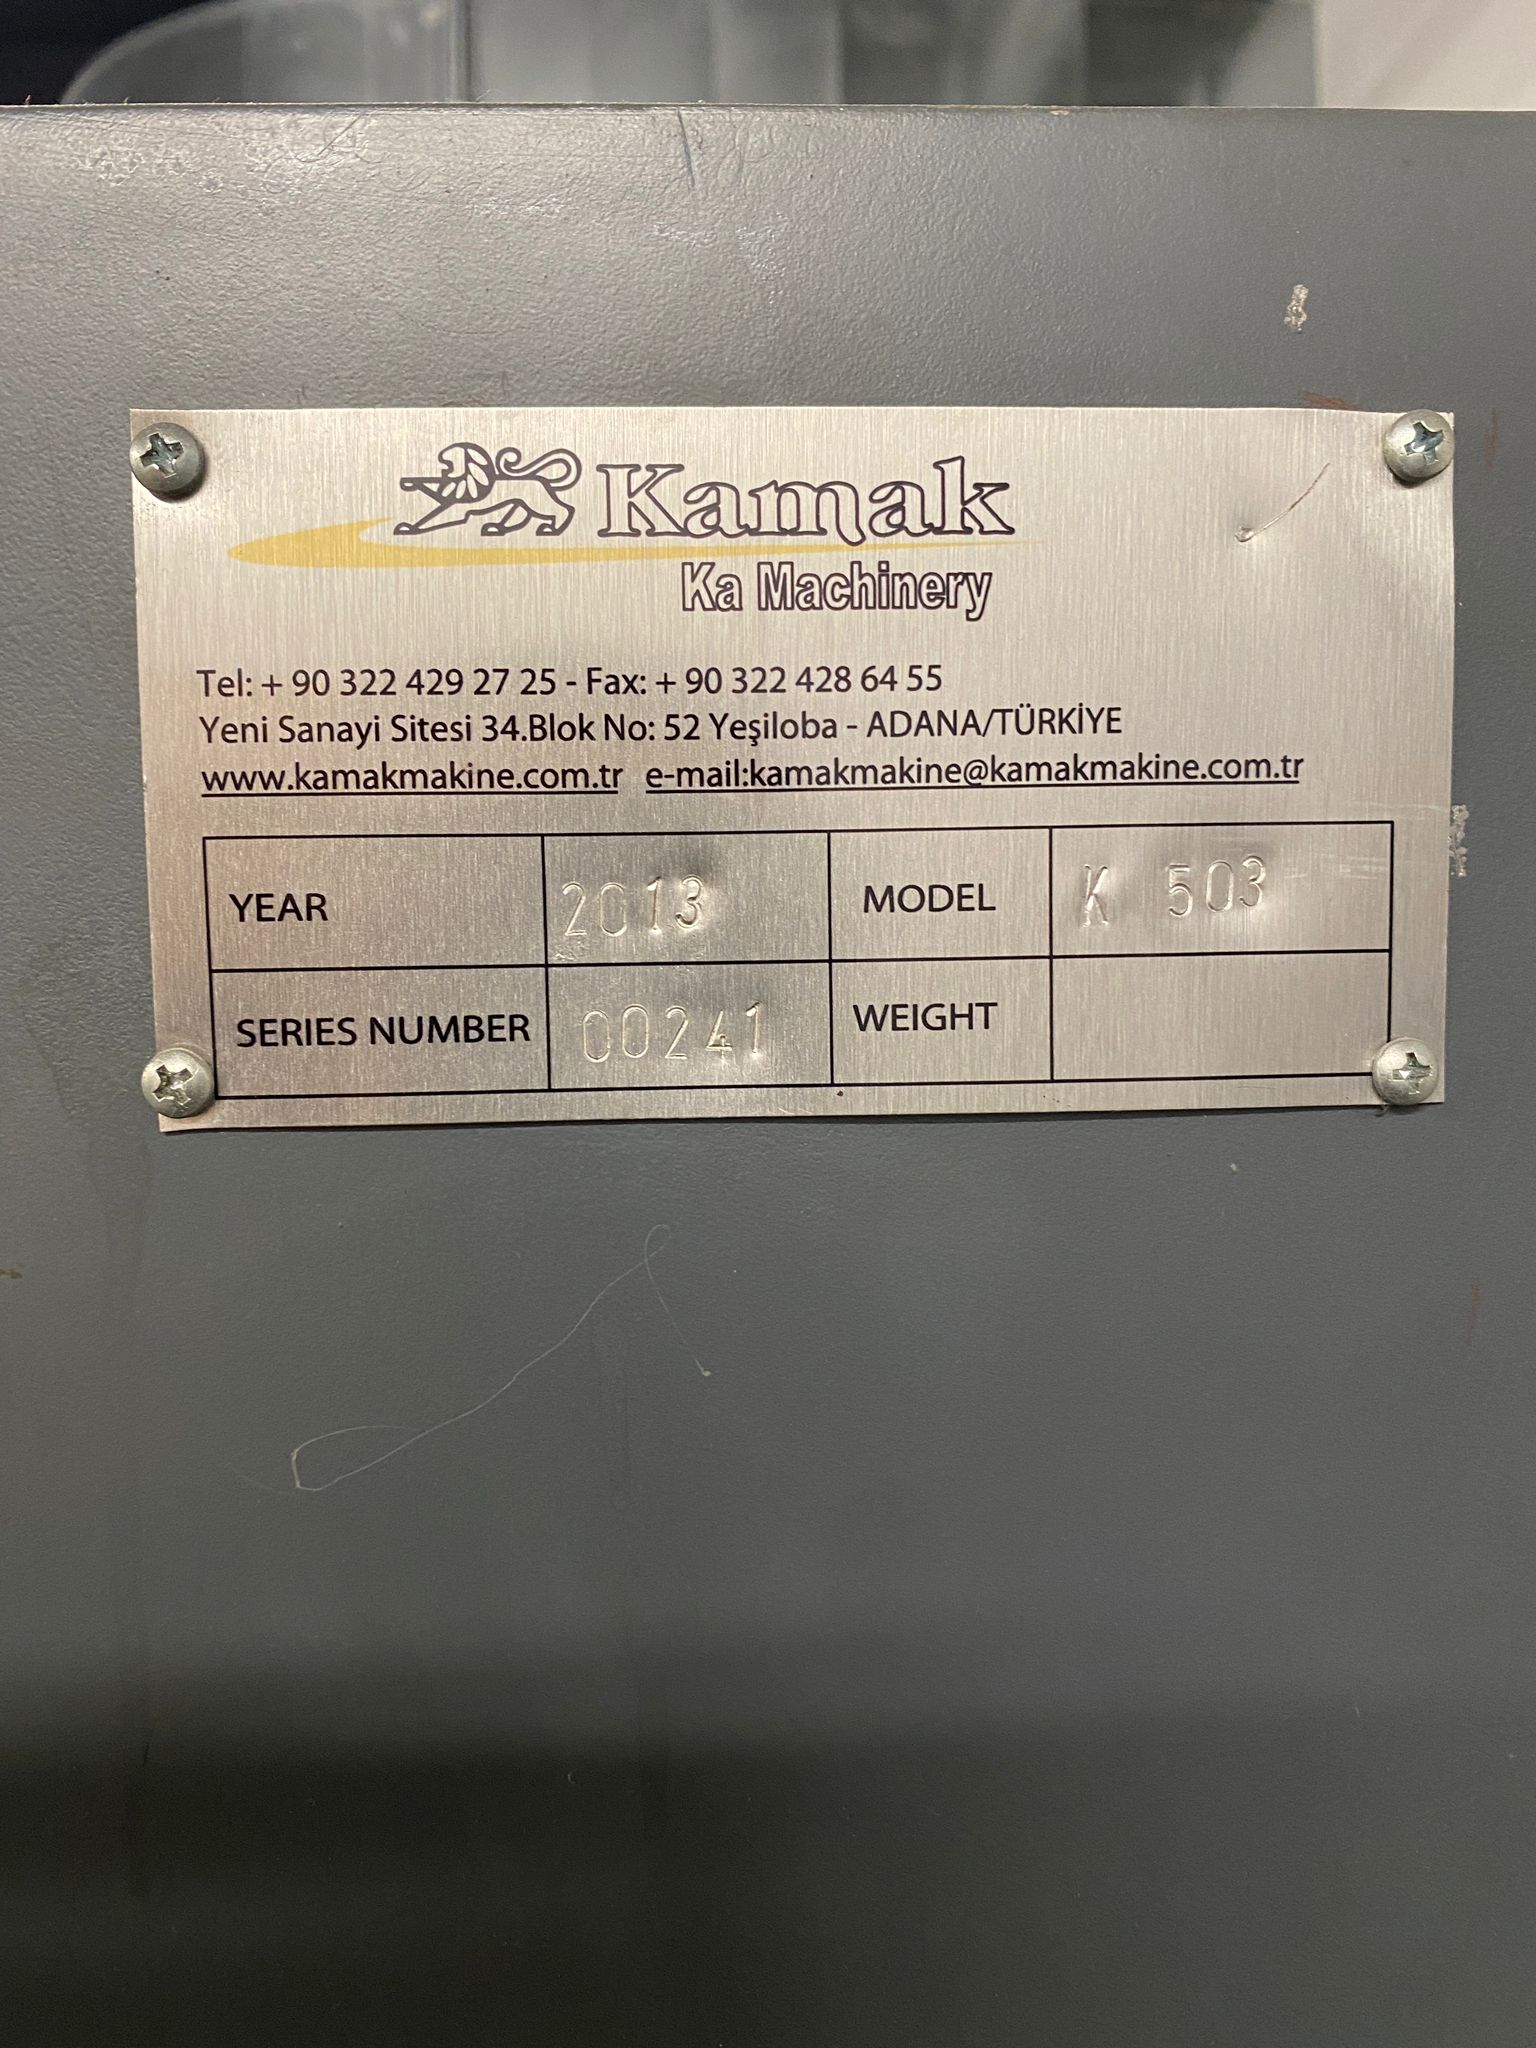 Kamak
Ka Machinery
Tel: + 90 322 429 27 25 - Fax: + 90 322 428 64 55
Yeni Sanayi Sitesi 34.Blok No: 52 Yeşiloba - ADANA/TÜRKİYE
www.kamakmakine.com.tr e-mail:kamakmakine@kamakmakine.com.tr
YEAR 2013 MODEL K 503
SERIES NUMBER 00241 WEIGHT